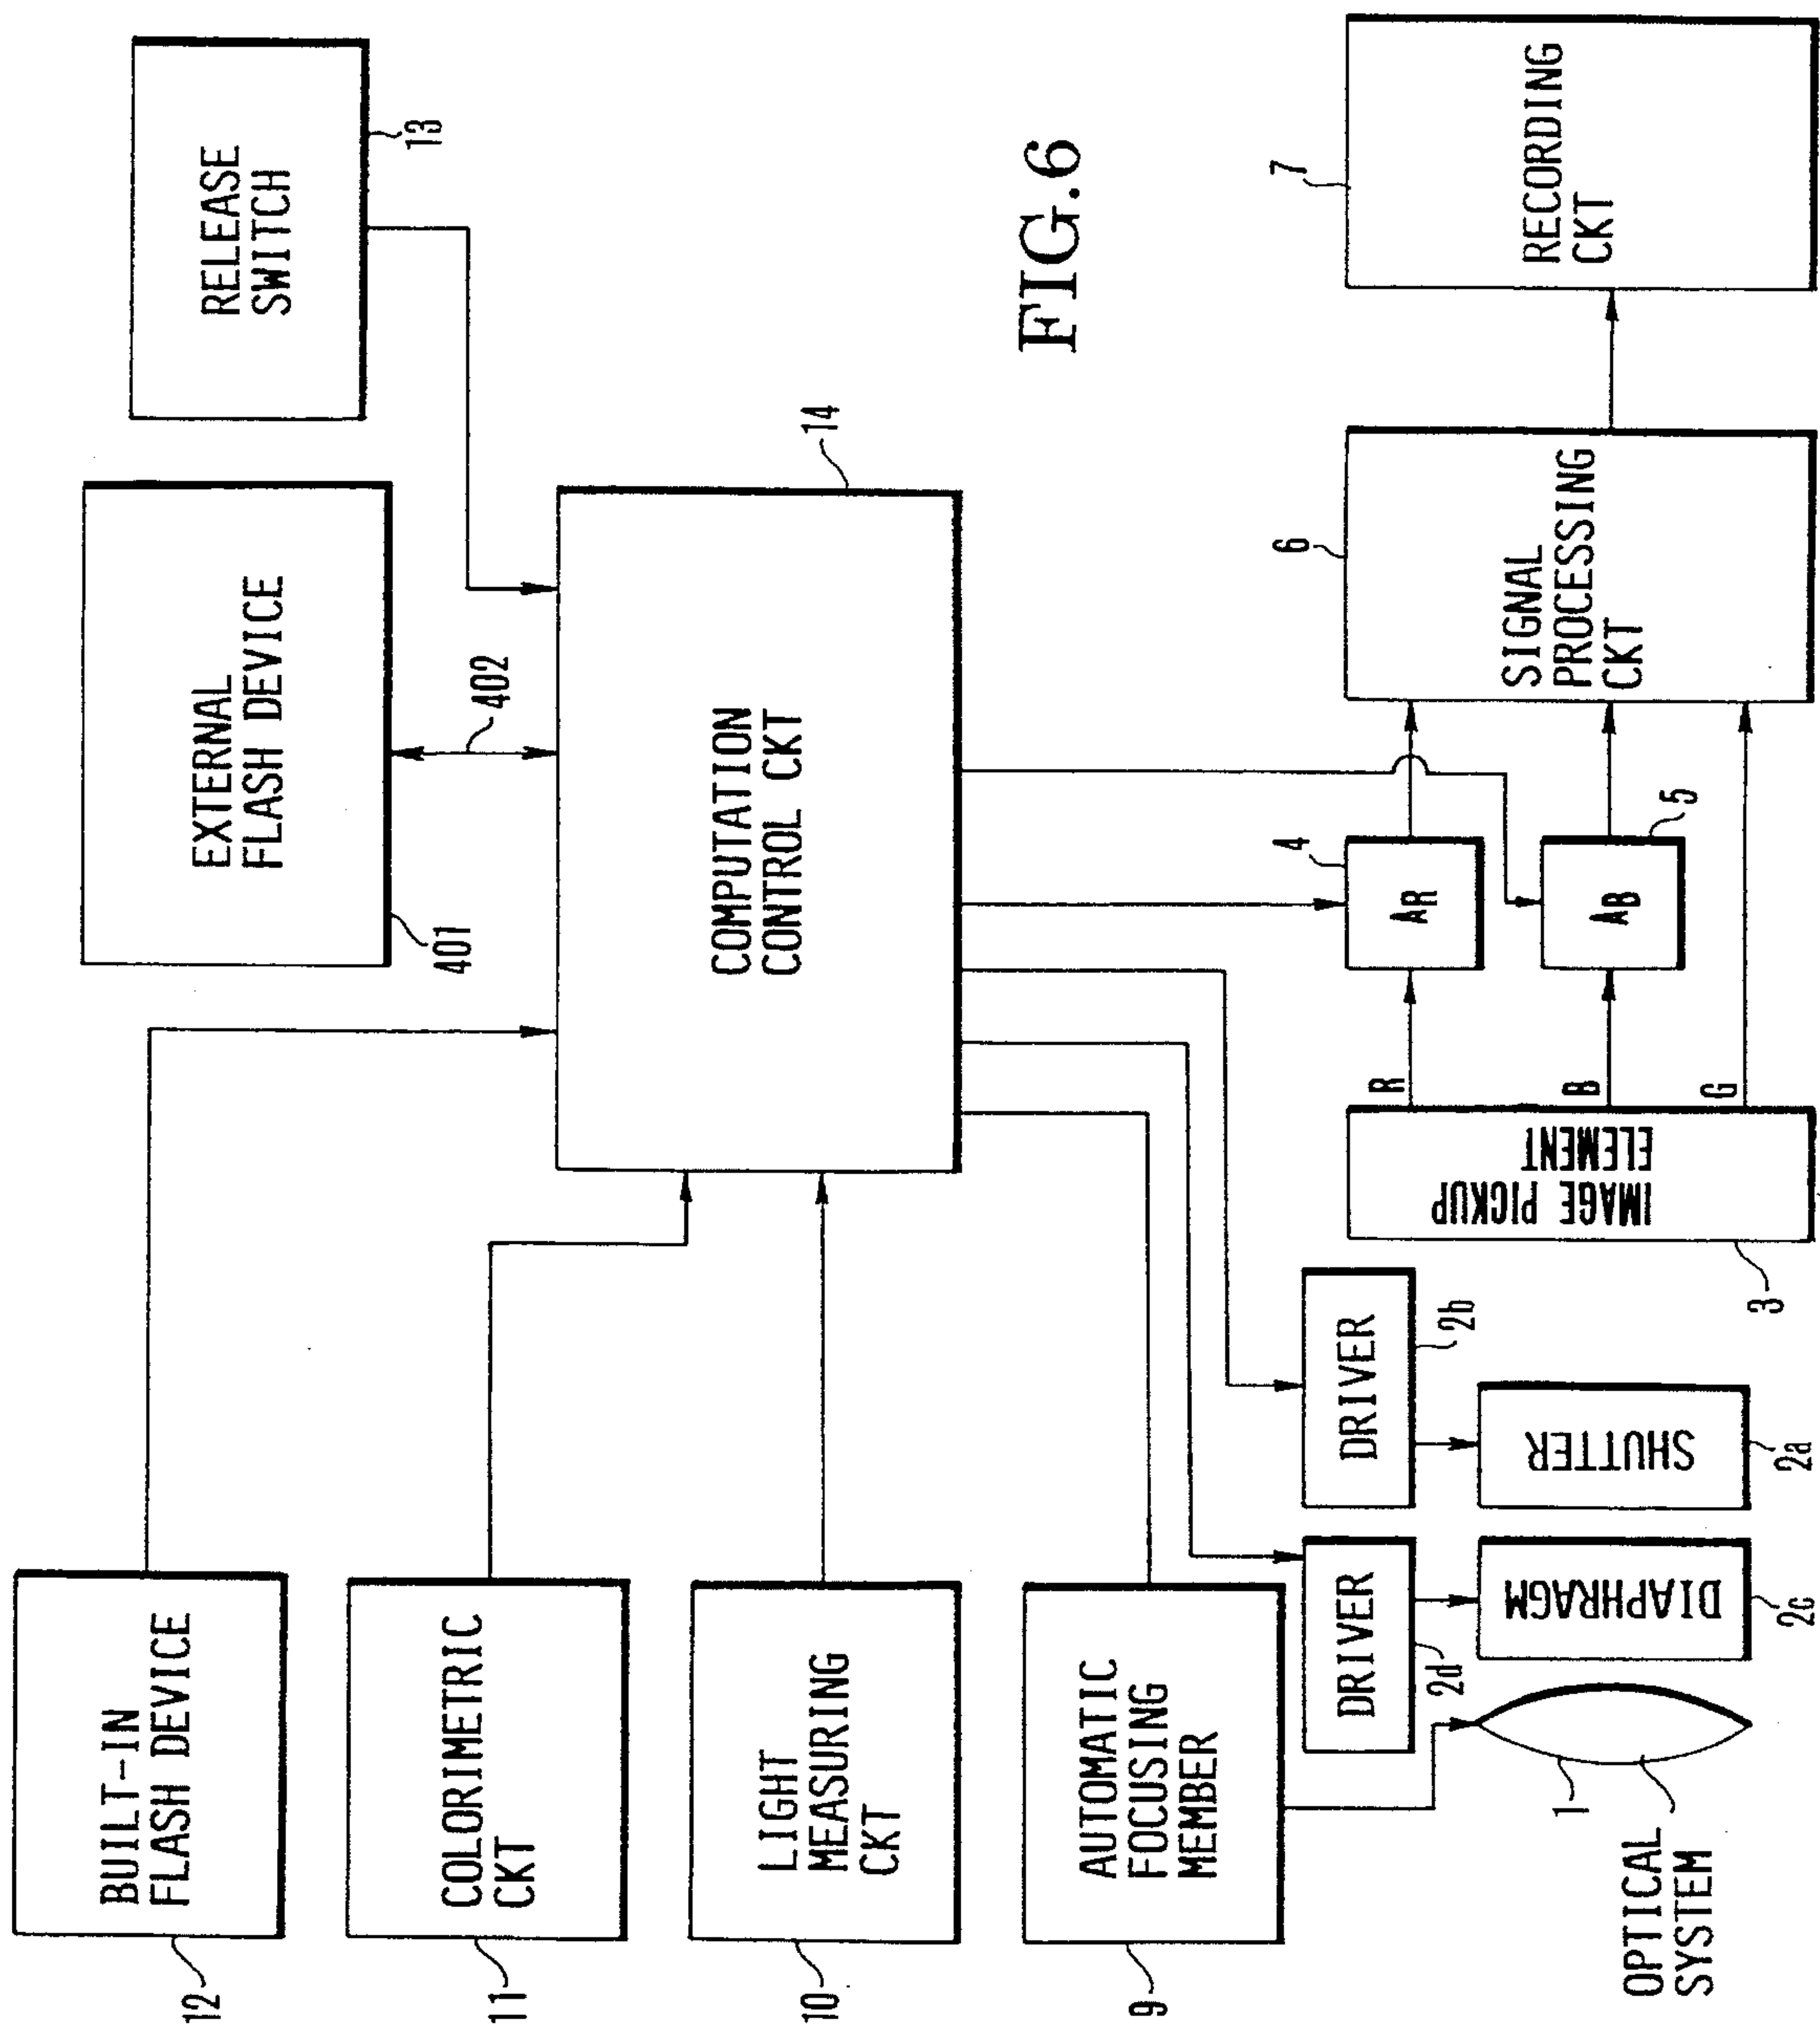 BUILT-IN
FLASH DEVICE
12
EXTERNAL
FLASH DEVICE
401
402
RELEASE
SWITCH
13
COLORIMETRIC
CKT
11
LIGHT
MEASURING
CKT
10
COMPUTATION
CONTROL CKT
14
AUTOMATIC
FOCUSING
MEMBER
9
FIG.6
DRIVER
2d
DRIVER
2b
DIAPHRAGM
2c
SHUTTER
2a
1
OPTICAL
SYSTEM
IMAGE PICKUP
ELEMENT
3
R
B
G
AR
4
AB
5
SIGNAL
PROCESSING
CKT
6
RECORDING
CKT
7